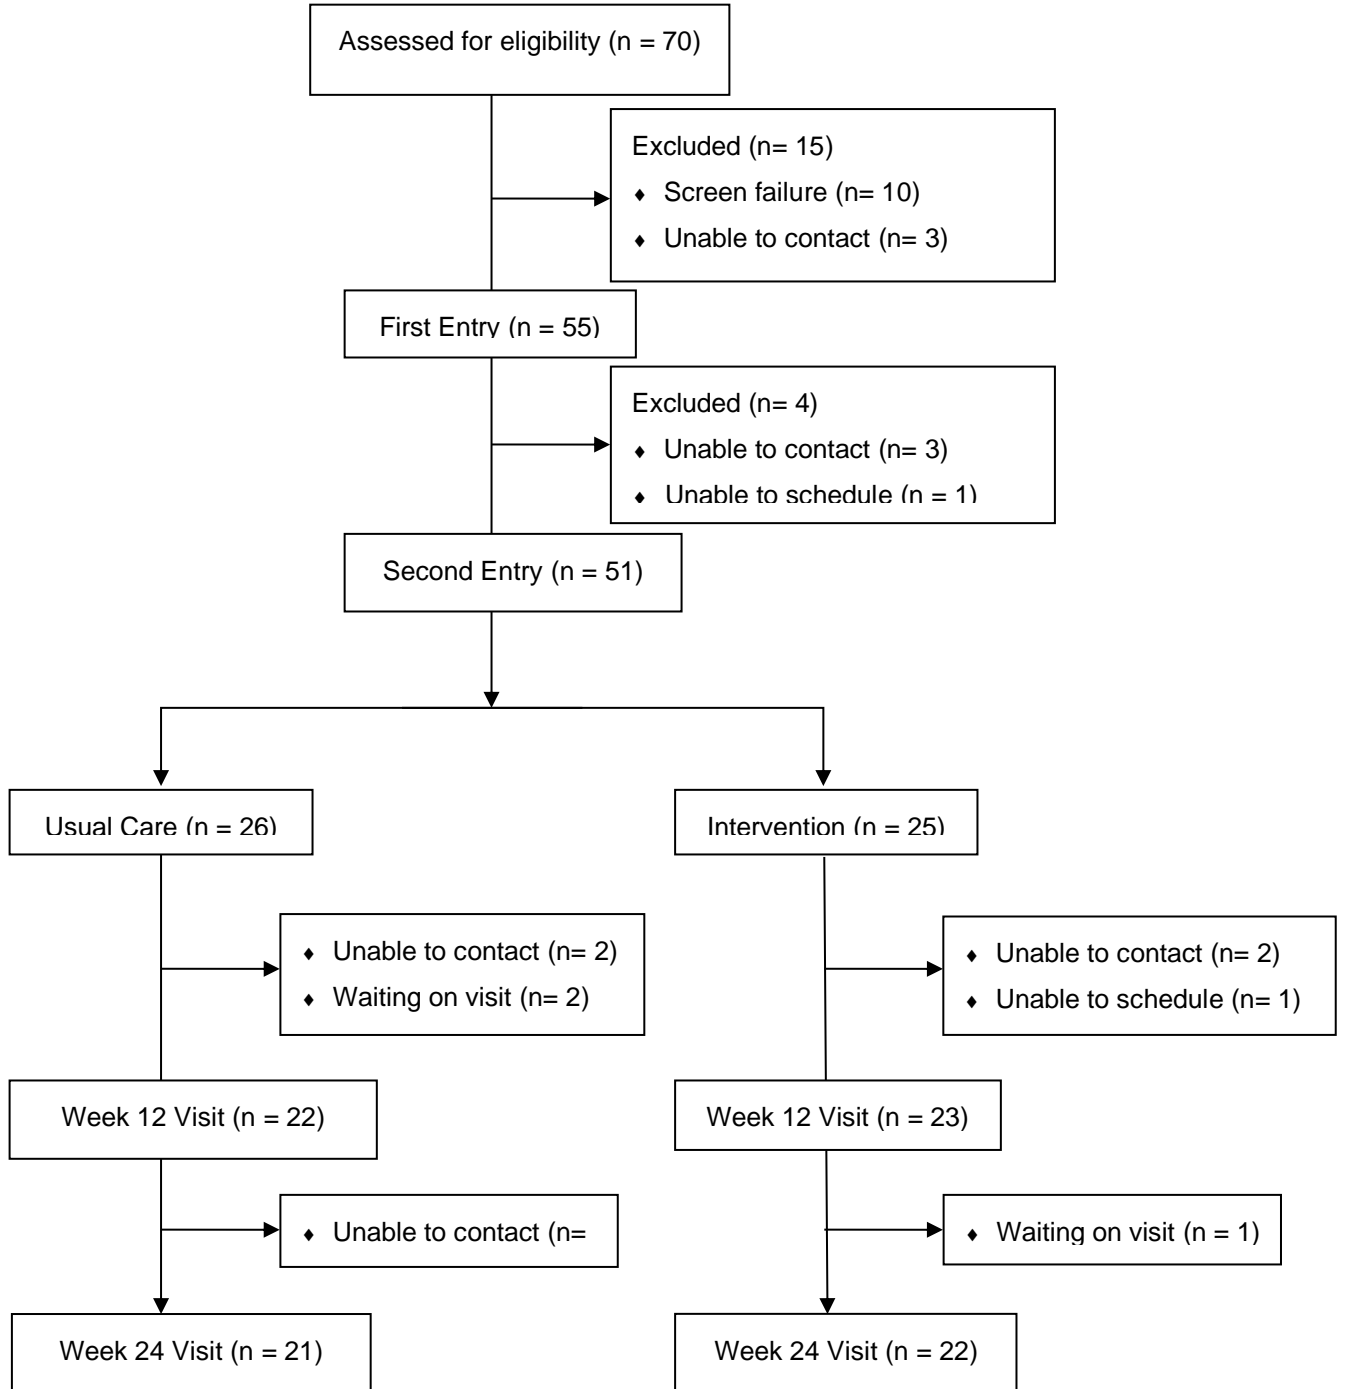 Assessed for eligibility (n = 70)
Excluded (n= 15)
♦ Screen failure (n= 10)
♦ Unable to contact (n= 3)
First Entry (n = 55)
Excluded (n= 4)
♦ Unable to contact (n= 3)
♦ Unable to schedule (n = 1)
Second Entry (n = 51)
Usual Care (n = 26)
Intervention (n = 25)
♦ Unable to contact (n= 2)
♦ Waiting on visit (n= 2)
♦ Unable to contact (n= 2)
♦ Unable to schedule (n= 1)
Week 12 Visit (n = 22)
Week 12 Visit (n = 23)
♦ Unable to contact (n=
♦ Waiting on visit (n = 1)
Week 24 Visit (n = 21)
Week 24 Visit (n = 22)